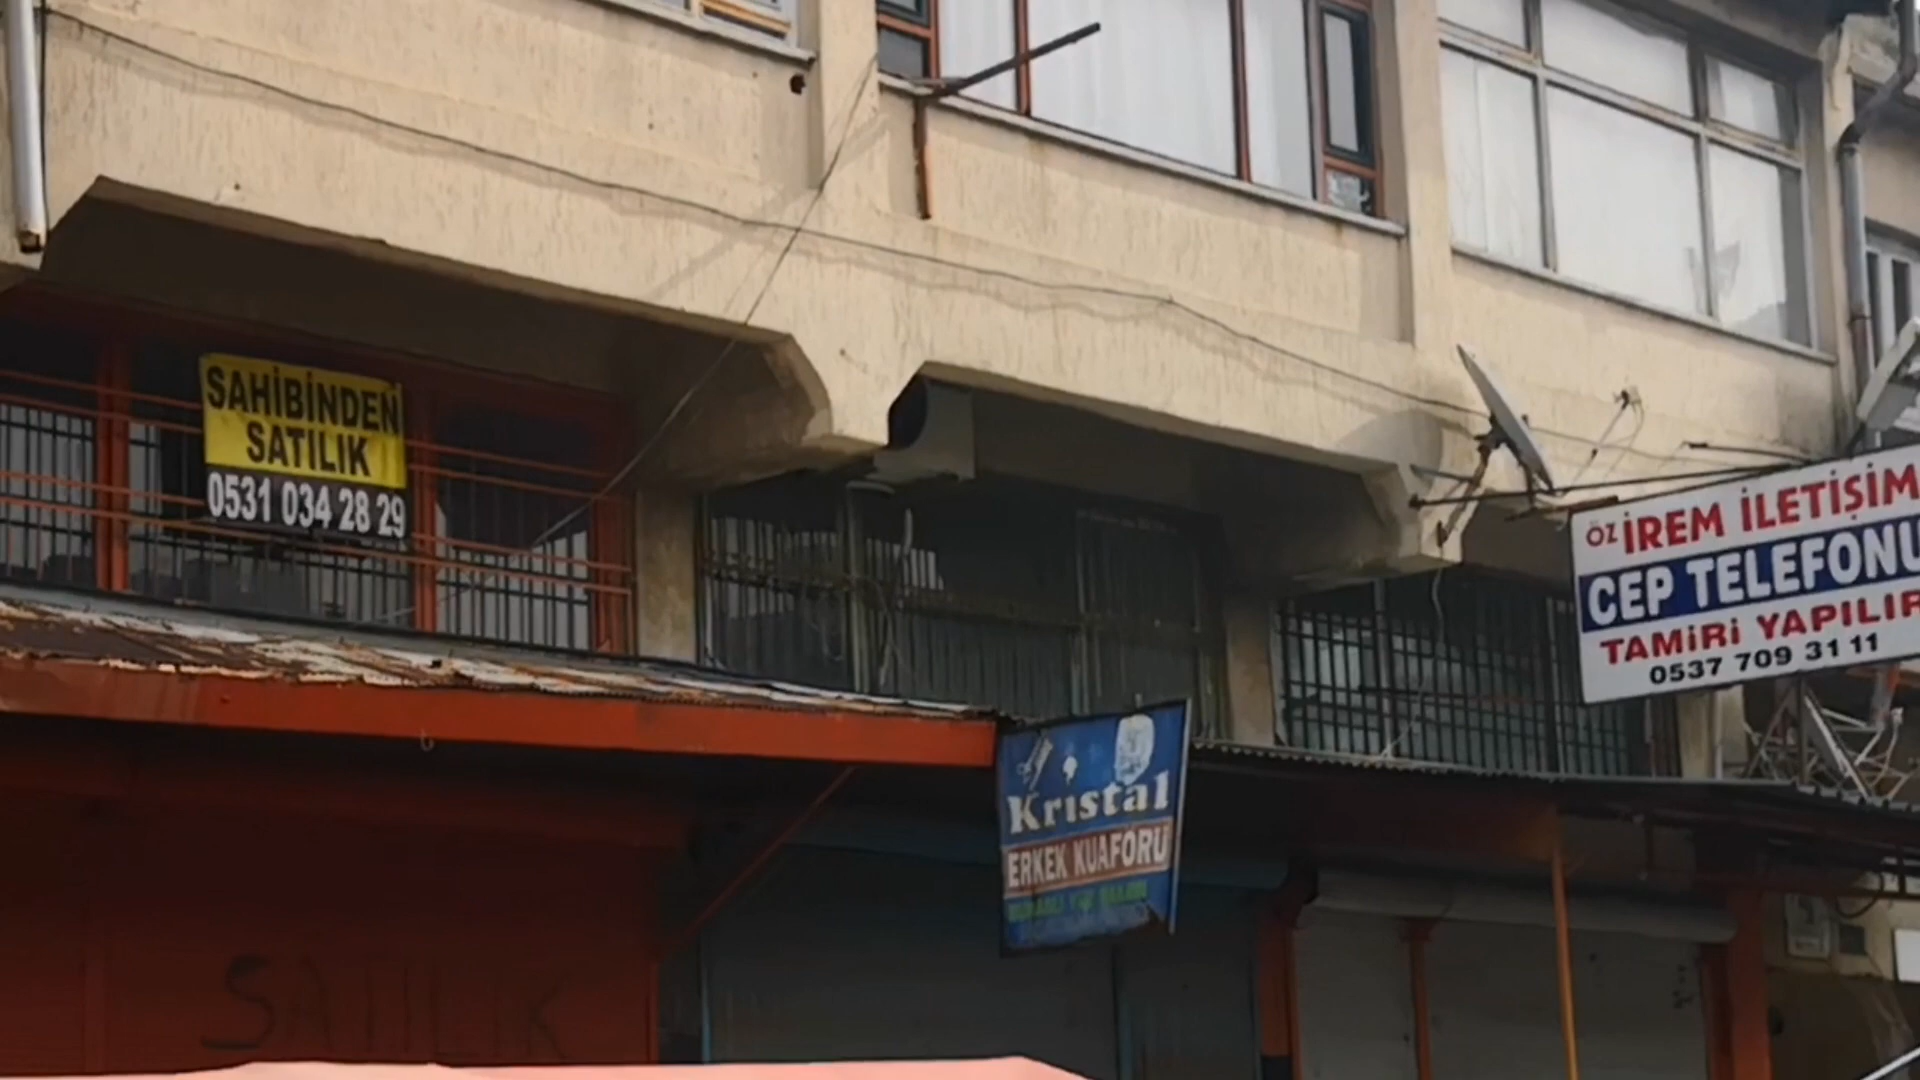 SAHİBİNDEN
SATILIK
0531 034 28 29
ÖZ İREM İLETİŞİM
CEP TELEFONU
TAMİRİ YAPILIR
0537 709 31 11
Kristal
ERKEK KUAFÖRÜ
SATILIK